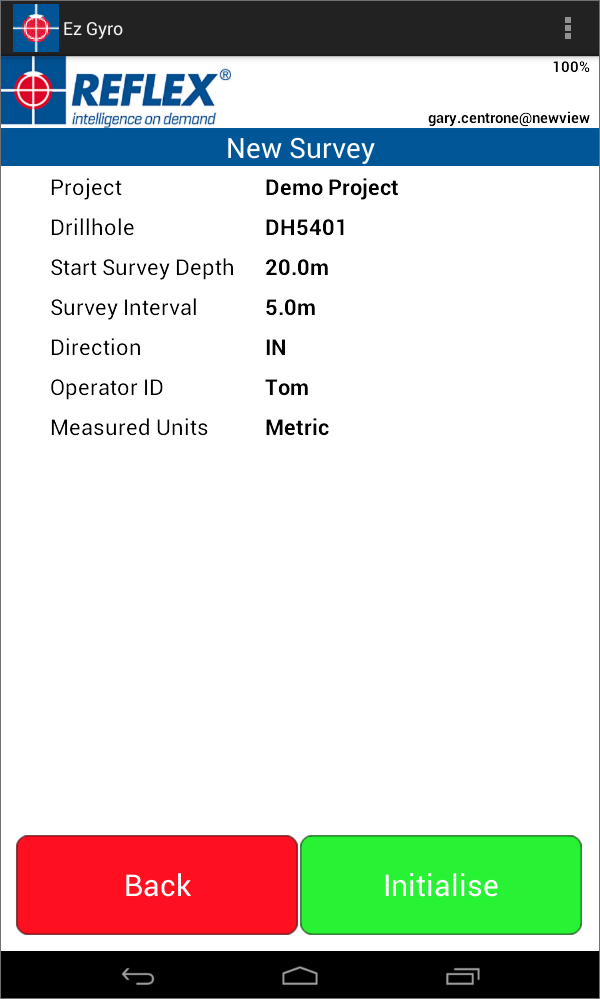 Ez Gyro
100%
REFLEX®
intelligence on demand
gary.centrone@newview
New Survey
Project Demo Project
Drillhole DH5401
Start Survey Depth 20.0m
Survey Interval 5.0m
Direction IN
Operator ID Tom
Measured Units Metric
Back Initialise